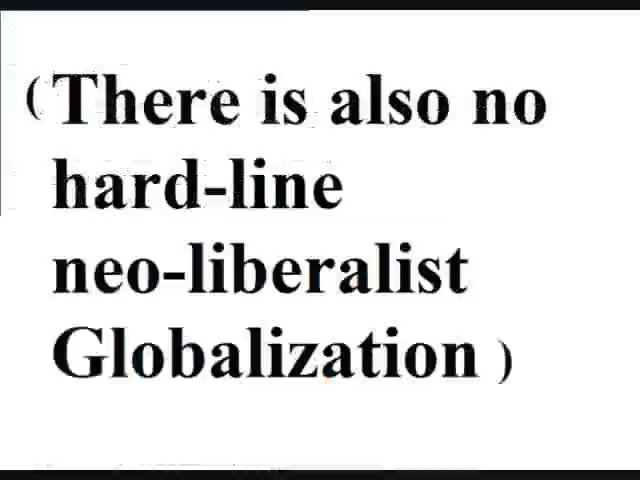 (There is also no
hard-line
neo-liberalist
Globalization )